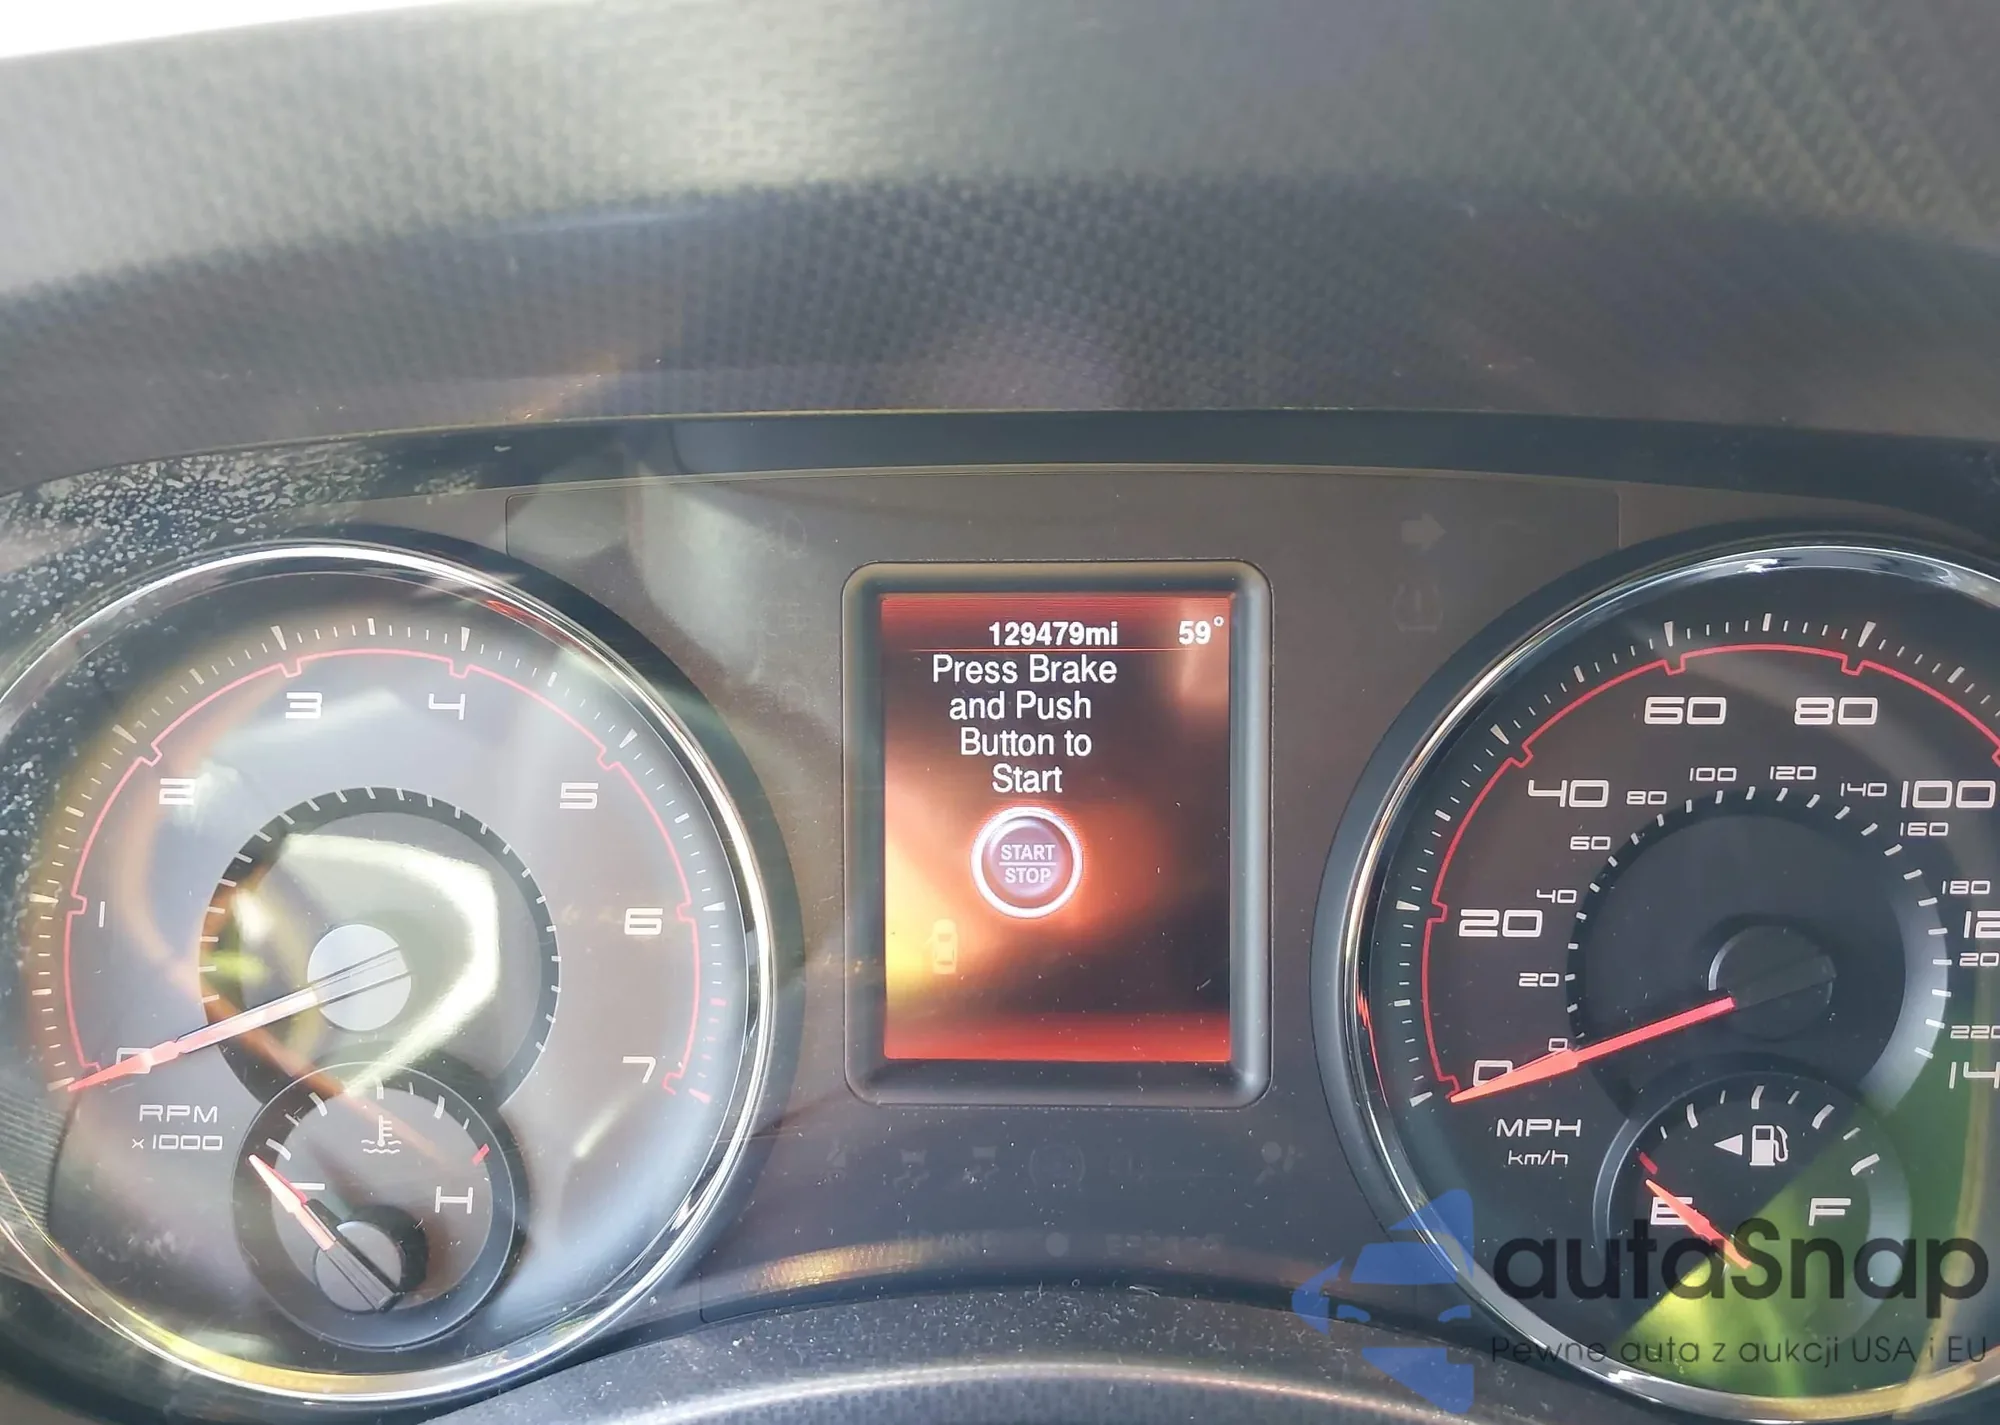 129479mi 59°
Press Brake
and Push
Button to
Start
START
STOP
0
1
2
3
4
5
6
7
RPM
x1000
H
0
20
40
60
80
100
0
20
40
60
80
100
120
140
160
180
220
MPH
km/h
E F
autaSnap
Pewne auta z aukcji USA i EU